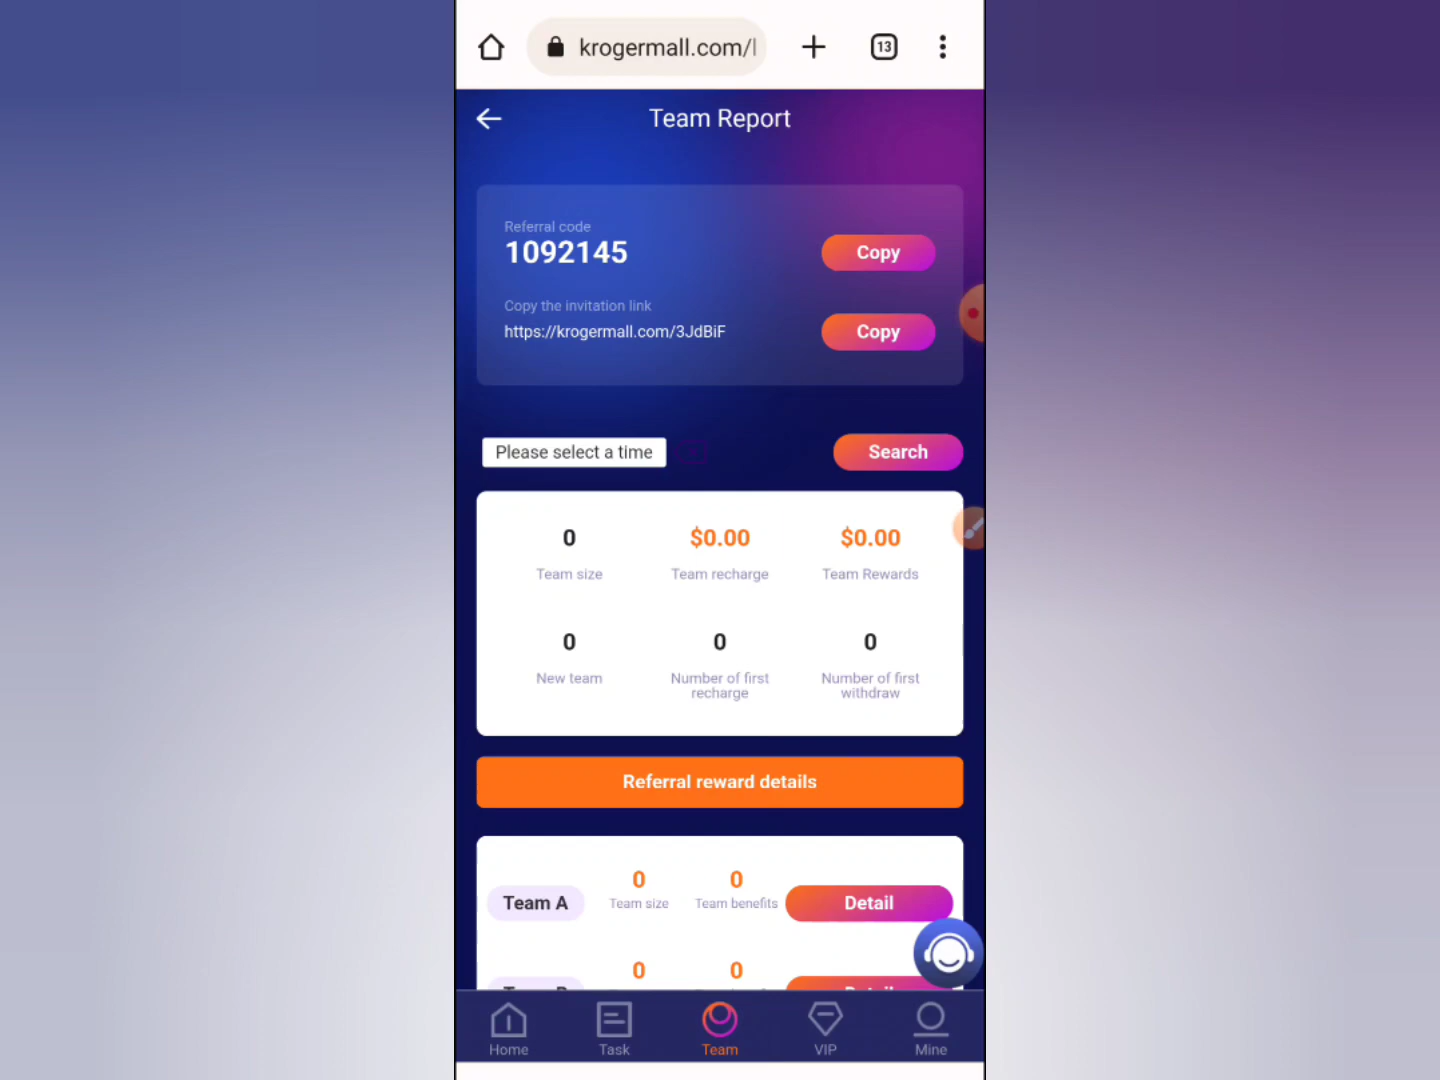 krogermall.com/l
13
Team Report
Referral code
1092145
Copy
Copy the invitation link
https://krogermall.com/3JdBiF
Copy
Please select a time
Search
0
$0.00
$0.00
Team size
Team recharge
Team Rewards
0
0
0
New team
Number of first
recharge
Number of first
withdraw
Referral reward details
Team A
0
Team size
0
Team benefits
Detail
0
0
Home
Task
Team
VIP
Mine